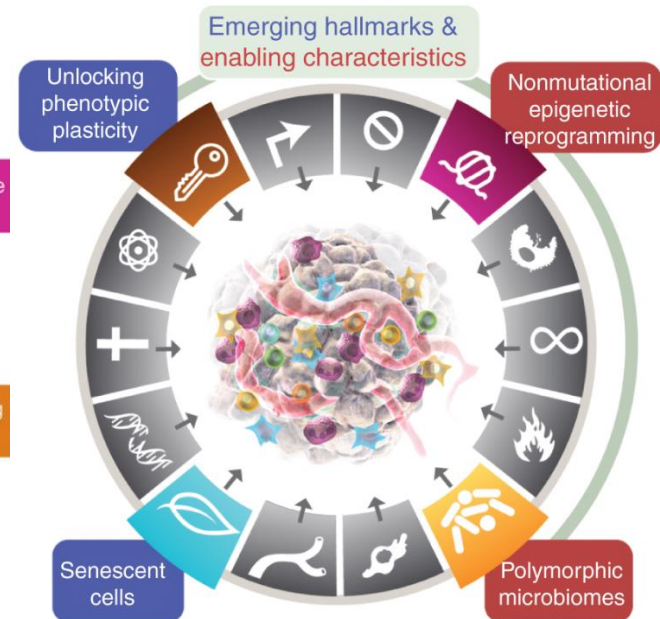 Emerging hallmarks &
enabling characteristics
Unlocking
phenotypic
plasticity
Nonmutational
epigenetic
reprogramming
Senescent
cells
Polymorphic
microbiomes